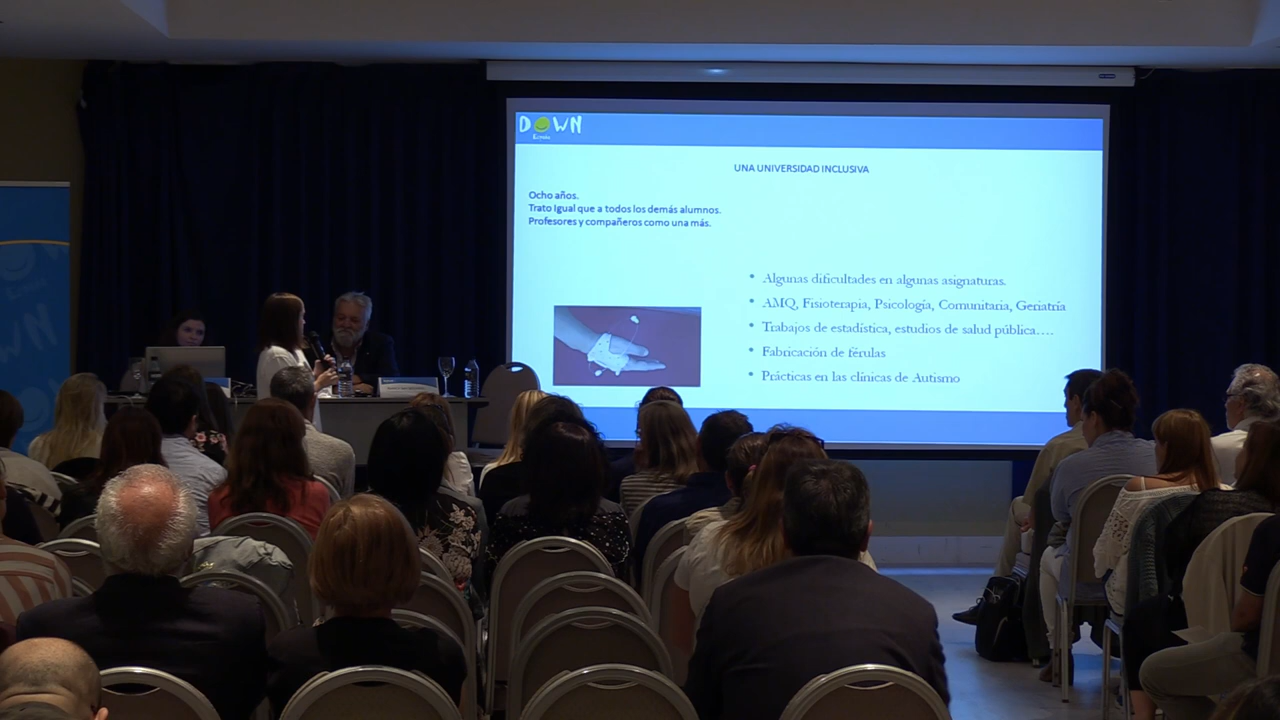 DOWN
España
UNA UNIVERSIDAD INCLUSIVA
Ocho años.
Trato Igual que a todos los demás alumnos.
Profesores y compañeros como una más.
• Algunas dificultades en algunas asignaturas.
• AMQ, Fisioterapia, Psicología, Comunitaria, Geriatría
• Trabajos de estadística, estudios de salud pública….
• Fabricación de férulas
• Prácticas en las clínicas de Autismo